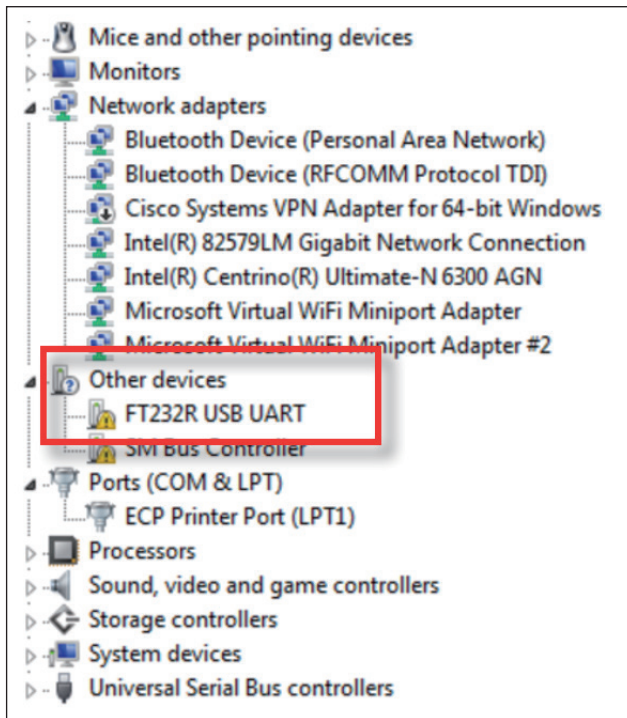 Mice and other pointing devices
Monitors
Network adapters
Bluetooth Device (Personal Area Network)
Bluetooth Device (RFCOMM Protocol TDI)
Cisco Systems VPN Adapter for 64-bit Windows
Intel(R) 82579LM Gigabit Network Connection
Intel(R) Centrino(R) Ultimate-N 6300 AGN
Microsoft Virtual WiFi Miniport Adapter
Microsoft Virtual WiFi Miniport Adapter #2
Other devices
FT232R USB UART
SM Bus Controller
Ports (COM & LPT)
ECP Printer Port (LPT1)
Processors
Sound, video and game controllers
Storage controllers
System devices
Universal Serial Bus controllers